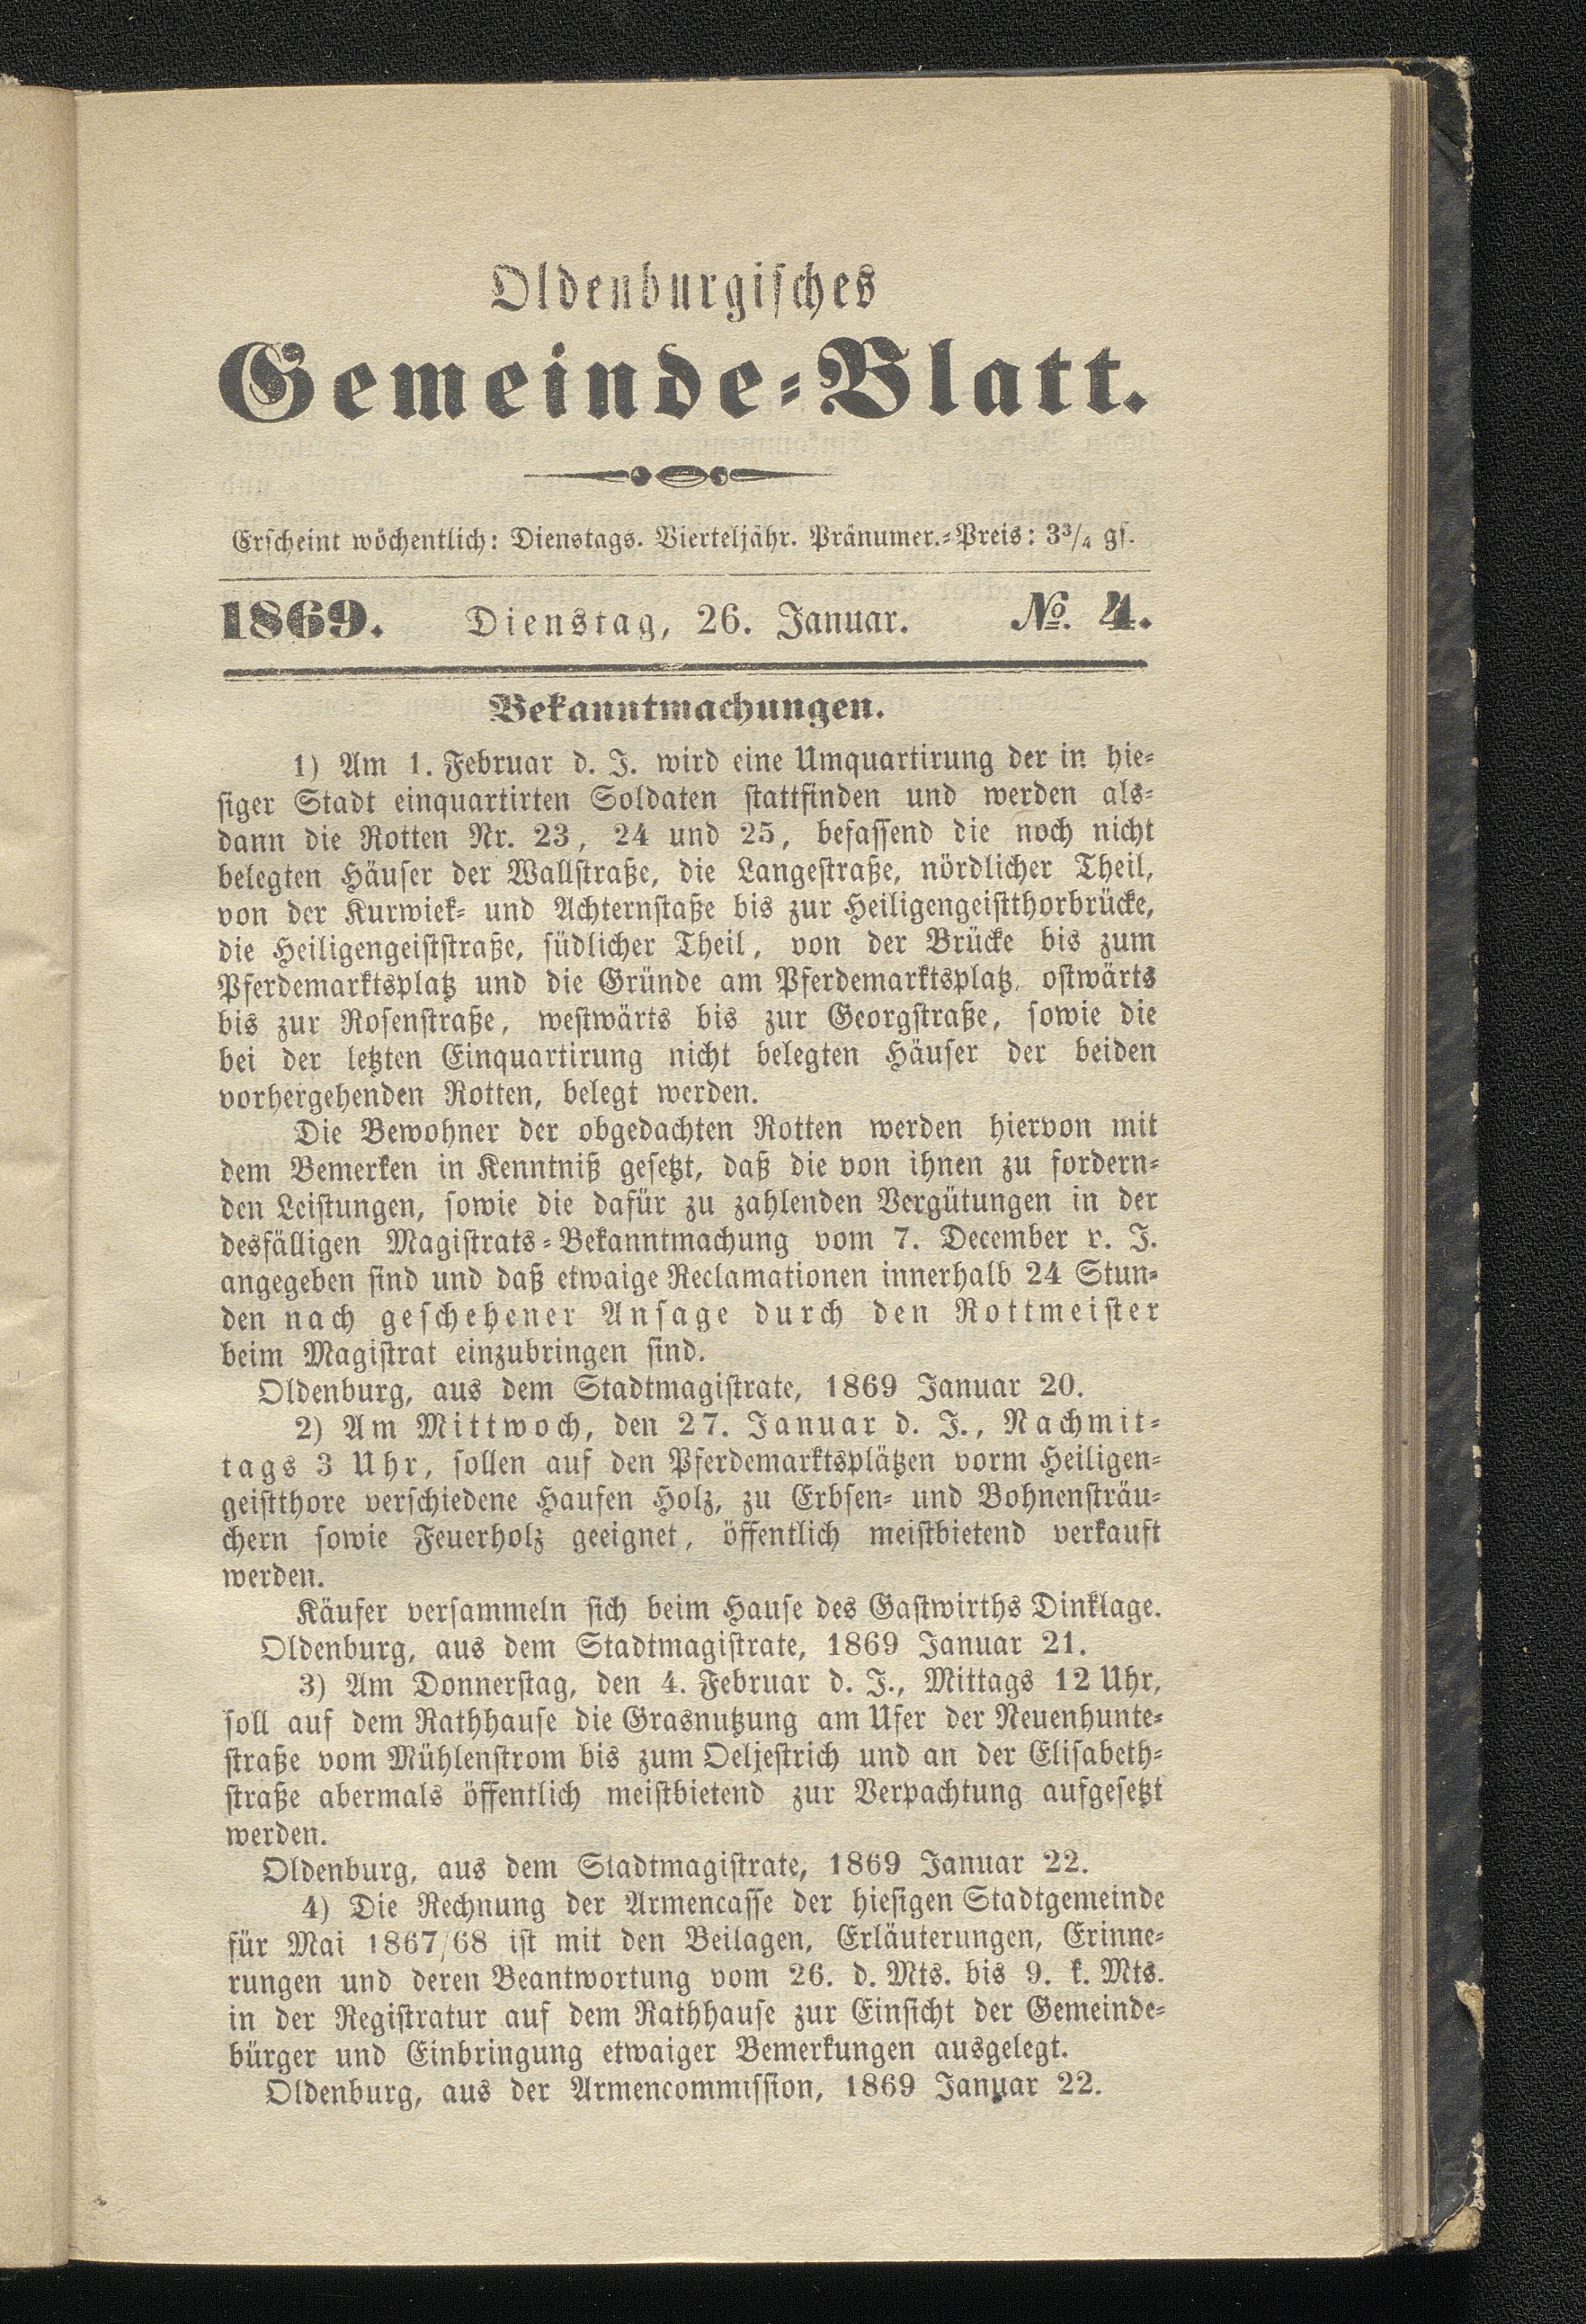 Oldenburgisches
Gemeinde-Blatt.
Erscheint wöchentlich: Dienstags. Vierteljähr. Pränumer.-Preis: 3¾ gs.
1869. Dienstag, 26. Januar. No. 4.
Bekanntmachungen.
1) Am 1. Februar d. J. wird eine Umquartirung der in hie-
siger Stadt einquartirten Soldaten stattfinden und werden als-
dann die Rotten Nr. 23, 24 und 25, befassend die noch nicht
belegten Häuser der Wallstraße, die Langestraße, nördlicher Theil,
von der Kurwiek- und Achternstaße bis zur Heiligengeistthorbrücke,
die Heiligengeiststraße, südlicher Theil, von der Brücke bis zum
Pferdemarktsplatz und die Gründe am Pferdemarktsplatz, ostwärts
bis zur Rosenstraße, westwärts bis zur Georgstraße, sowie die
bei der letzten Einquartirung nicht belegten Häuser der beiden
vorhergehenden Rotten, belegt werden.
Die Bewohner der obgedachten Rotten werden hiervon mit
dem Bemerken in Kenntniß gesetzt, daß die von ihnen zu fordern-
den Leistungen, sowie die dafür zu zahlenden Vergütungen in der
desfälligen Magistrats-Bekanntmachung vom 7. December v. J.
angegeben sind und daß etwaige Reclamationen innerhalb 24 Stun-
den nach geschehener Ansage durch den Rottmeister
beim Magistrat einzubringen sind.
Oldenburg, aus dem Stadtmagistrate, 1869 Januar 20.
2) Am Mittwoch, den 27. Januar d. J., Nachmit-
tags 3 Uhr, sollen auf den Pferdemarktsplätzen vorm Heiligen-
geistthore verschiedene Haufen Holz, zu Erbsen- und Bohnensträu-
chern sowie Feuerholz geeignet, öffentlich meistbietend verkauft
werden.
Käufer versammeln sich beim Hause des Gastwirths Dinklage.
Oldenburg, aus dem Stadtmagistrate, 1869 Januar 21.
3) Am Donnerstag, den 4. Februar d. J., Mittags 12 Uhr,
soll auf dem Rathhause die Grasnutzung am Ufer der Neuenhunte-
straße vom Mühlenstrom bis zum Oeljestrich und an der Elisabeth-
straße abermals öffentlich meistbietend zur Verpachtung aufgesetzt
werden.
Oldenburg, aus dem Stadtmagistrate, 1869 Januar 22.
4) Die Rechnung der Armencasse der hiesigen Stadtgemeinde
für Mai 1867/68 ist mit den Beilagen, Erläuterungen, Erinne-
rungen und deren Beantwortung vom 26. d. Mts. bis 9. k. Mts.
in der Registratur auf dem Rathhause zur Einsicht der Gemeinde-
bürger und Einbringung etwaiger Bemerkungen ausgelegt.
Oldenburg, aus der Armencommission, 1869 Januar 22.